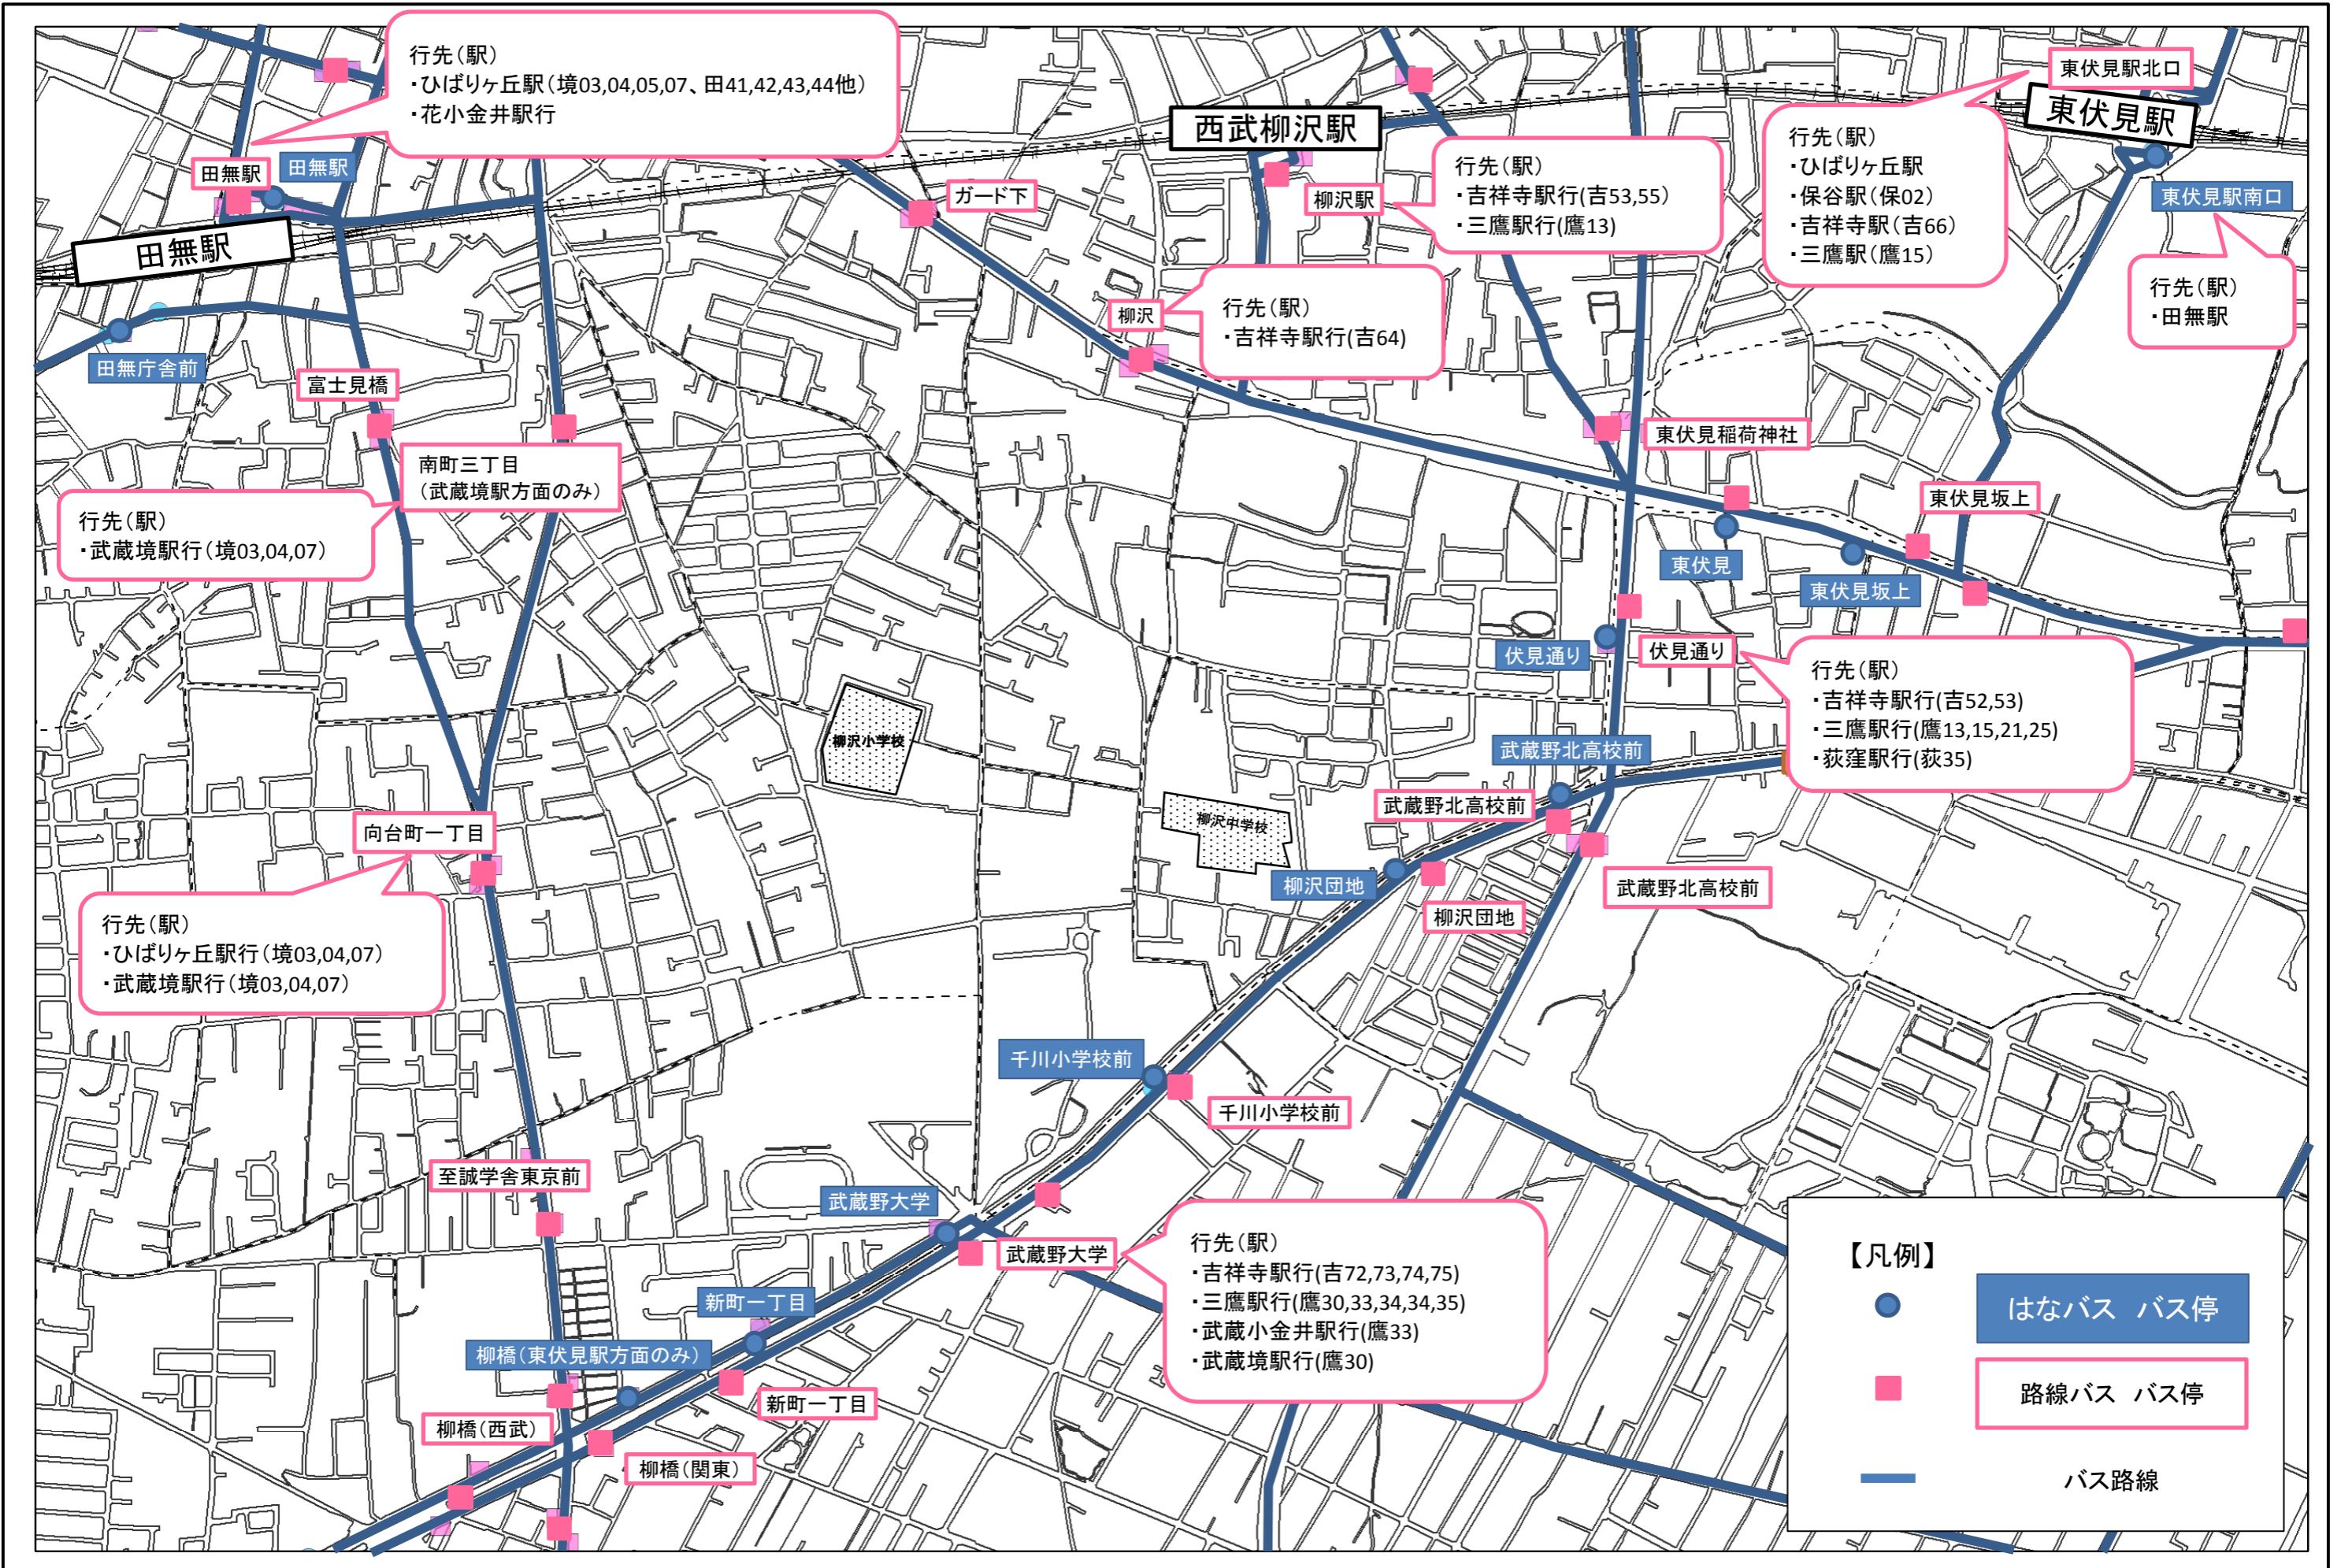 行先（駅）
・ひばりヶ丘駅（境03,04,05,07、田41,42,43,44他）
・花小金井駅行
東伏見駅北口
東伏見駅
西武柳沢駅
行先（駅）
・ひばりヶ丘駅
・保谷駅（保02）
・吉祥寺駅（吉66）
・三鷹駅（鷹15）
行先（駅）
・吉祥寺駅行（吉53,55）
・三鷹駅行(鷹13)
田無駅
田無駅
ガード下
柳沢駅
東伏見駅南口
田無駅
行先（駅）
・田無駅
柳沢
行先（駅）
・吉祥寺駅行(吉64)
田無庁舎前
富士見橋
東伏見稲荷神社
南町三丁目
（武蔵境駅方面のみ）
東伏見坂上
行先（駅）
・武蔵境駅行（境03,04,07）
東伏見
東伏見坂上
伏見通り
伏見通り
行先（駅）
・吉祥寺駅行(吉52,53)
・三鷹駅行(鷹13,15,21,25)
・荻窪駅行(荻35)
柳沢小学校
武蔵野北高校前
武蔵野北高校前
柳沢中学校
向台町一丁目
柳沢団地
武蔵野北高校前
柳沢団地
行先（駅）
・ひばりヶ丘駅行（境03,04,07）
・武蔵境駅行（境03,04,07）
千川小学校前
千川小学校前
至誠学舎東京前
武蔵野大学
武蔵野大学
行先（駅）
・吉祥寺駅行(吉72,73,74,75)
・三鷹駅行(鷹30,33,34,34,35)
・武蔵小金井駅行(鷹33)
・武蔵境駅行(鷹30)
新町一丁目
柳橋（東伏見駅方面のみ）
新町一丁目
柳橋（西武）
柳橋（関東）
【凡例】
はなバス　バス停
路線バス　バス停
バス路線